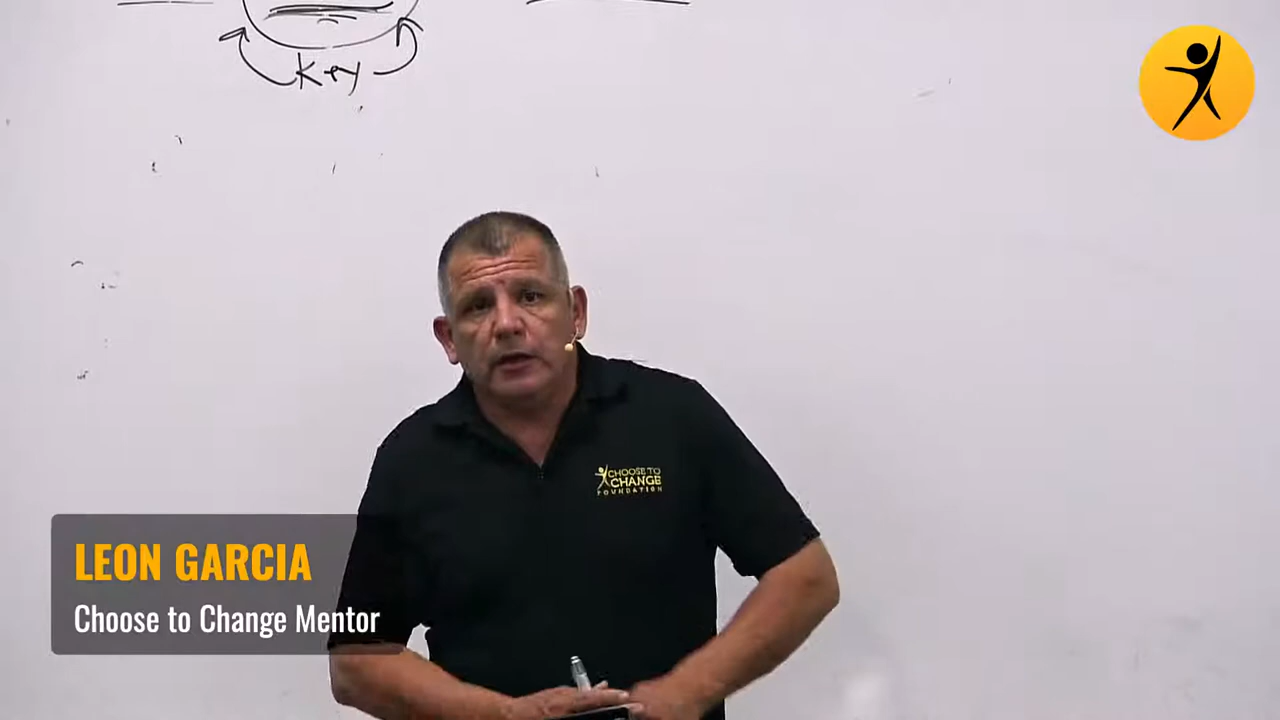 Key
CHOOSE TO
CHANGE
FOUNDATION
LEON GARCIA
Choose to Change Mentor